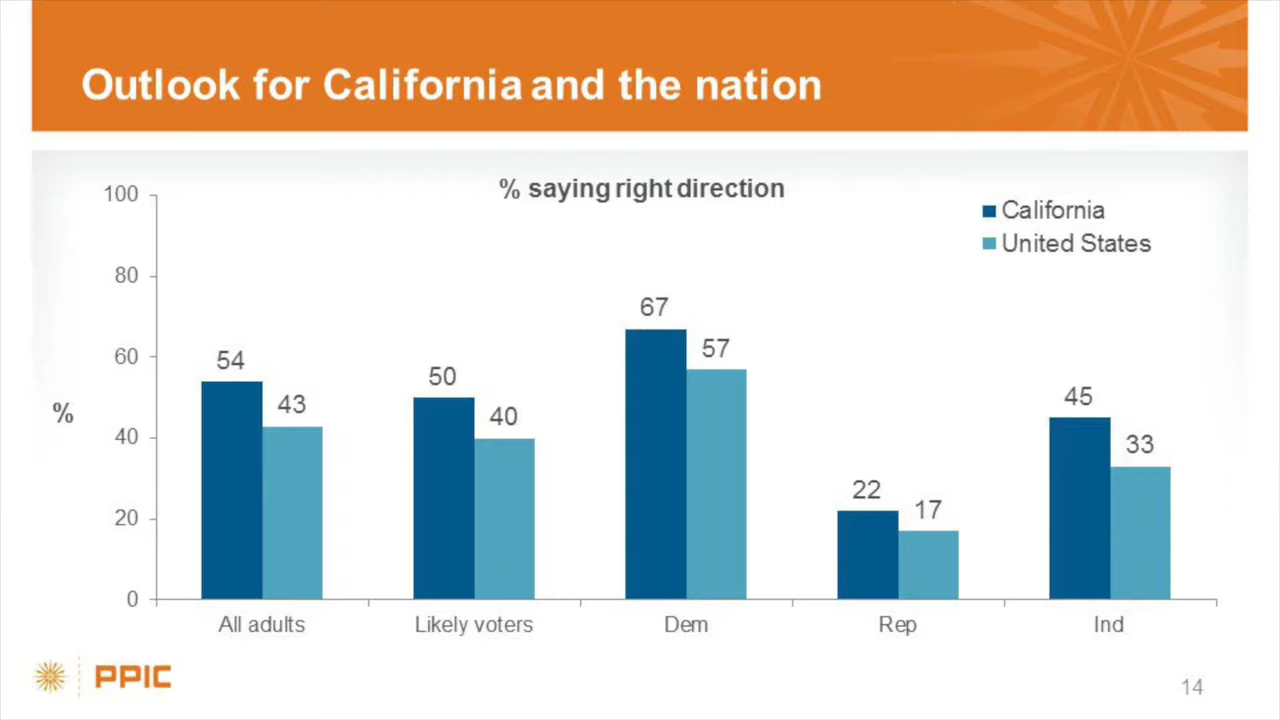 Outlook for California and the nation
% saying right direction
California
United States
100
80
60
40
20
0
%
54
43
50
40
67
57
22
17
45
33
All adults
Likely voters
Dem
Rep
Ind
PPIC
14